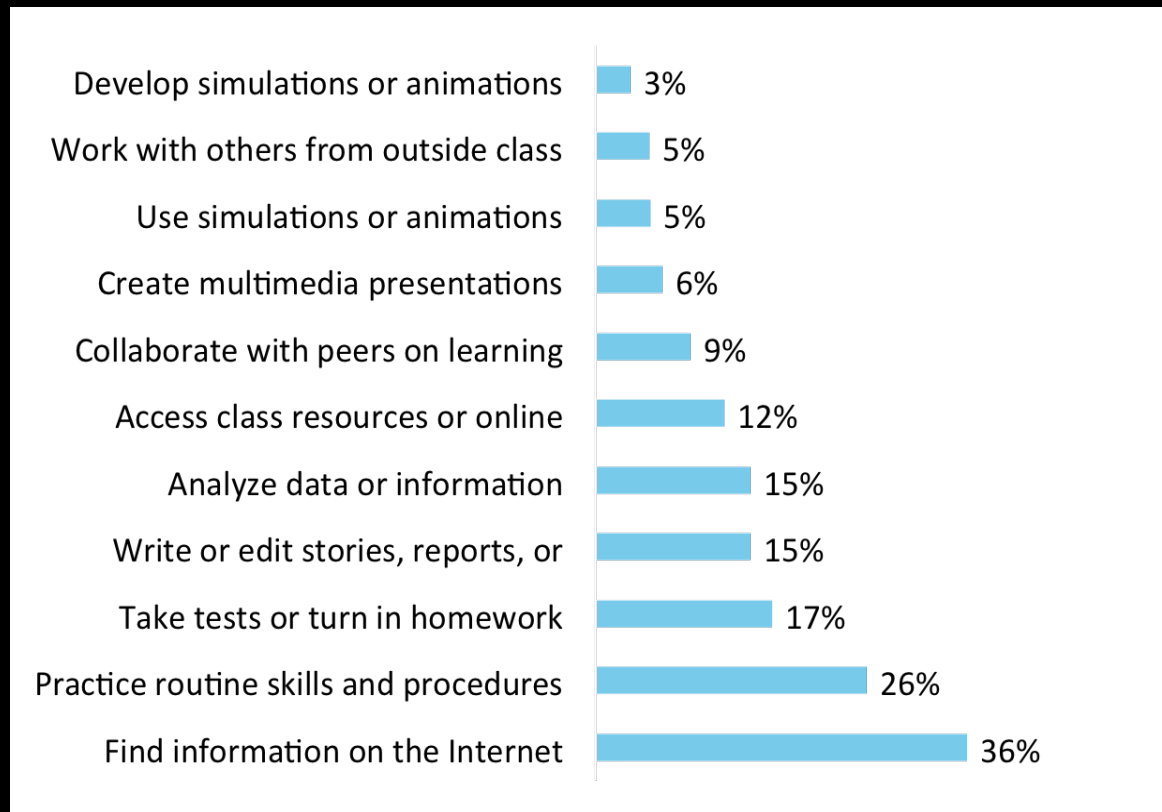 Develop simulations or animations 3%
Work with others from outside class 5%
Use simulations or animations 5%
Create multimedia presentations 6%
Collaborate with peers on learning 9%
Access class resources or online 12%
Analyze data or information 15%
Write or edit stories, reports, or 15%
Take tests or turn in homework 17%
Practice routine skills and procedures 26%
Find information on the Internet 36%